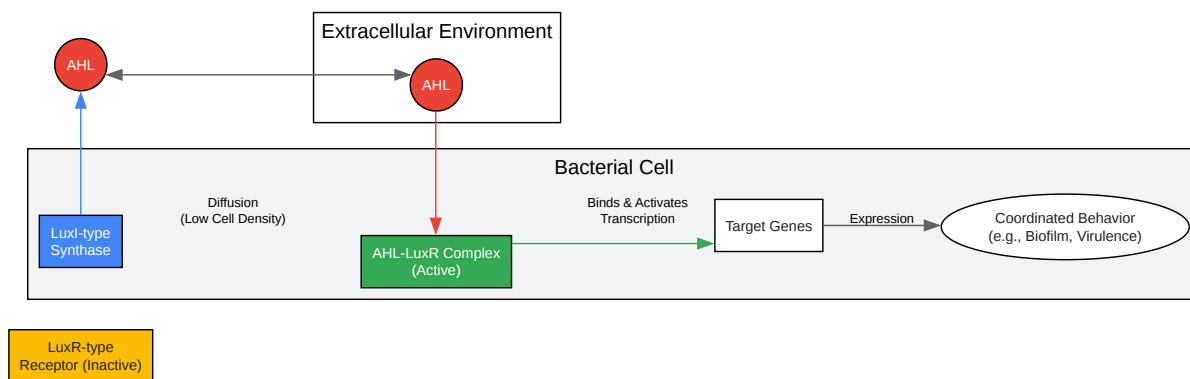 Extracellular Environment
AHL
AHL
Bacterial Cell
Diffusion
(Low Cell Density)
Binds & Activates
Transcription
LuxI-type
Synthase
AHL-LuxR Complex
(Active)
Target Genes
Expression
Coordinated Behavior
(e.g., Biofilm, Virulence)
LuxR-type
Receptor (Inactive)